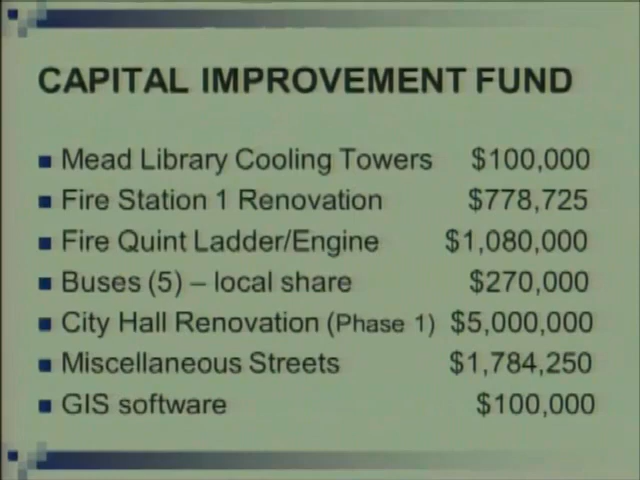 CAPITAL IMPROVEMENT FUND
Mead Library Cooling Towers $100,000
Fire Station 1 Renovation $778,725
Fire Quint Ladder/Engine $1,080,000
Buses (5) – local share $270,000
City Hall Renovation (Phase 1) $5,000,000
Miscellaneous Streets $1,784,250
GIS software $100,000